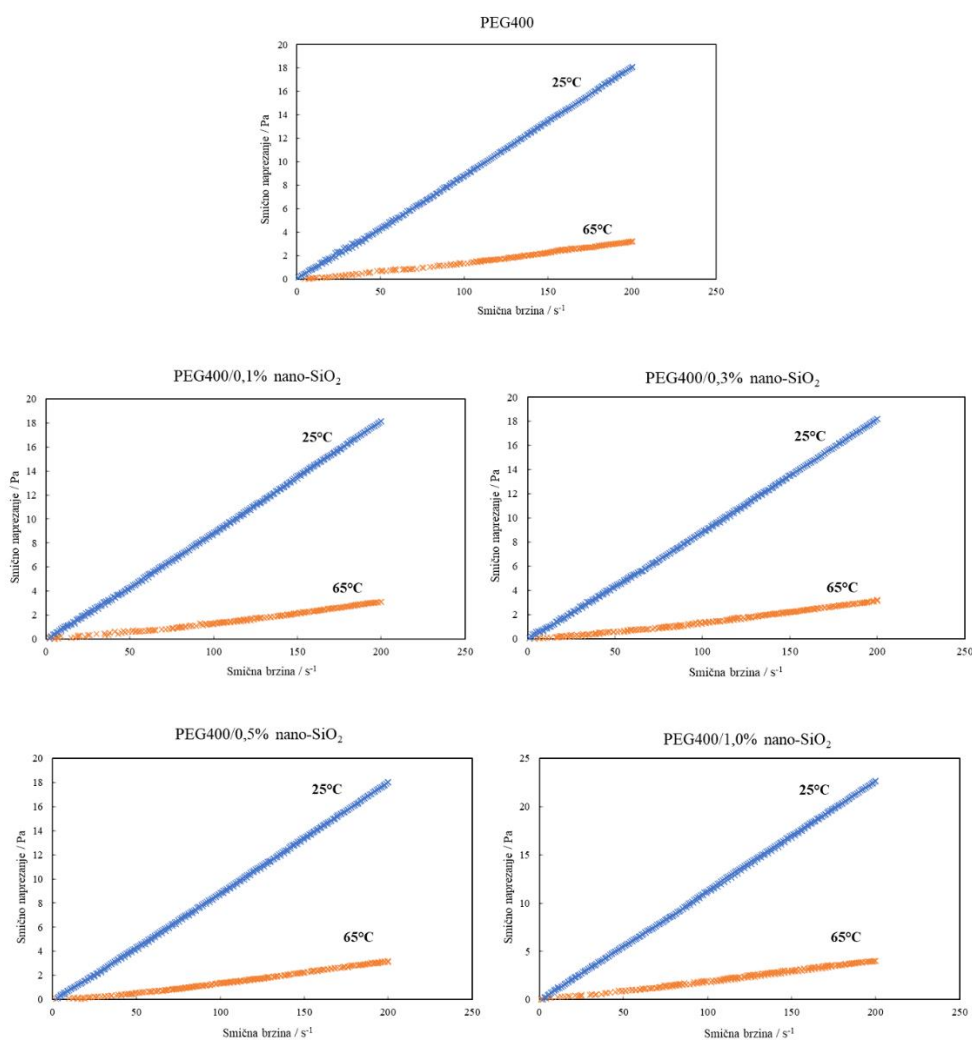 PEG400
20
18
16
14
12
10
8
6
4
2
0
Smično naprezanje / Pa
25°C
65°C
0 50 100 150 200 250
Smična brzina / s⁻¹
PEG400/0,1% nano-SiO₂
20
18
16
14
12
10
8
6
4
2
0
Smično naprezanje / Pa
25°C
65°C
0 50 100 150 200 250
Smična brzina / s⁻¹
PEG400/0,3% nano-SiO₂
20
18
16
14
12
10
8
6
4
2
0
Smično naprezanje / Pa
25°C
65°C
0 50 100 150 200 250
Smična brzina / s⁻¹
PEG400/0,5% nano-SiO₂
20
18
16
14
12
10
8
6
4
2
0
Smično naprezanje / Pa
25°C
65°C
0 50 100 150 200 250
Smična brzina / s⁻¹
PEG400/1,0% nano-SiO₂
25
20
15
10
5
0
Smično naprezanje / Pa
25°C
65°C
0 50 100 150 200 250
Smična brzina / s⁻¹